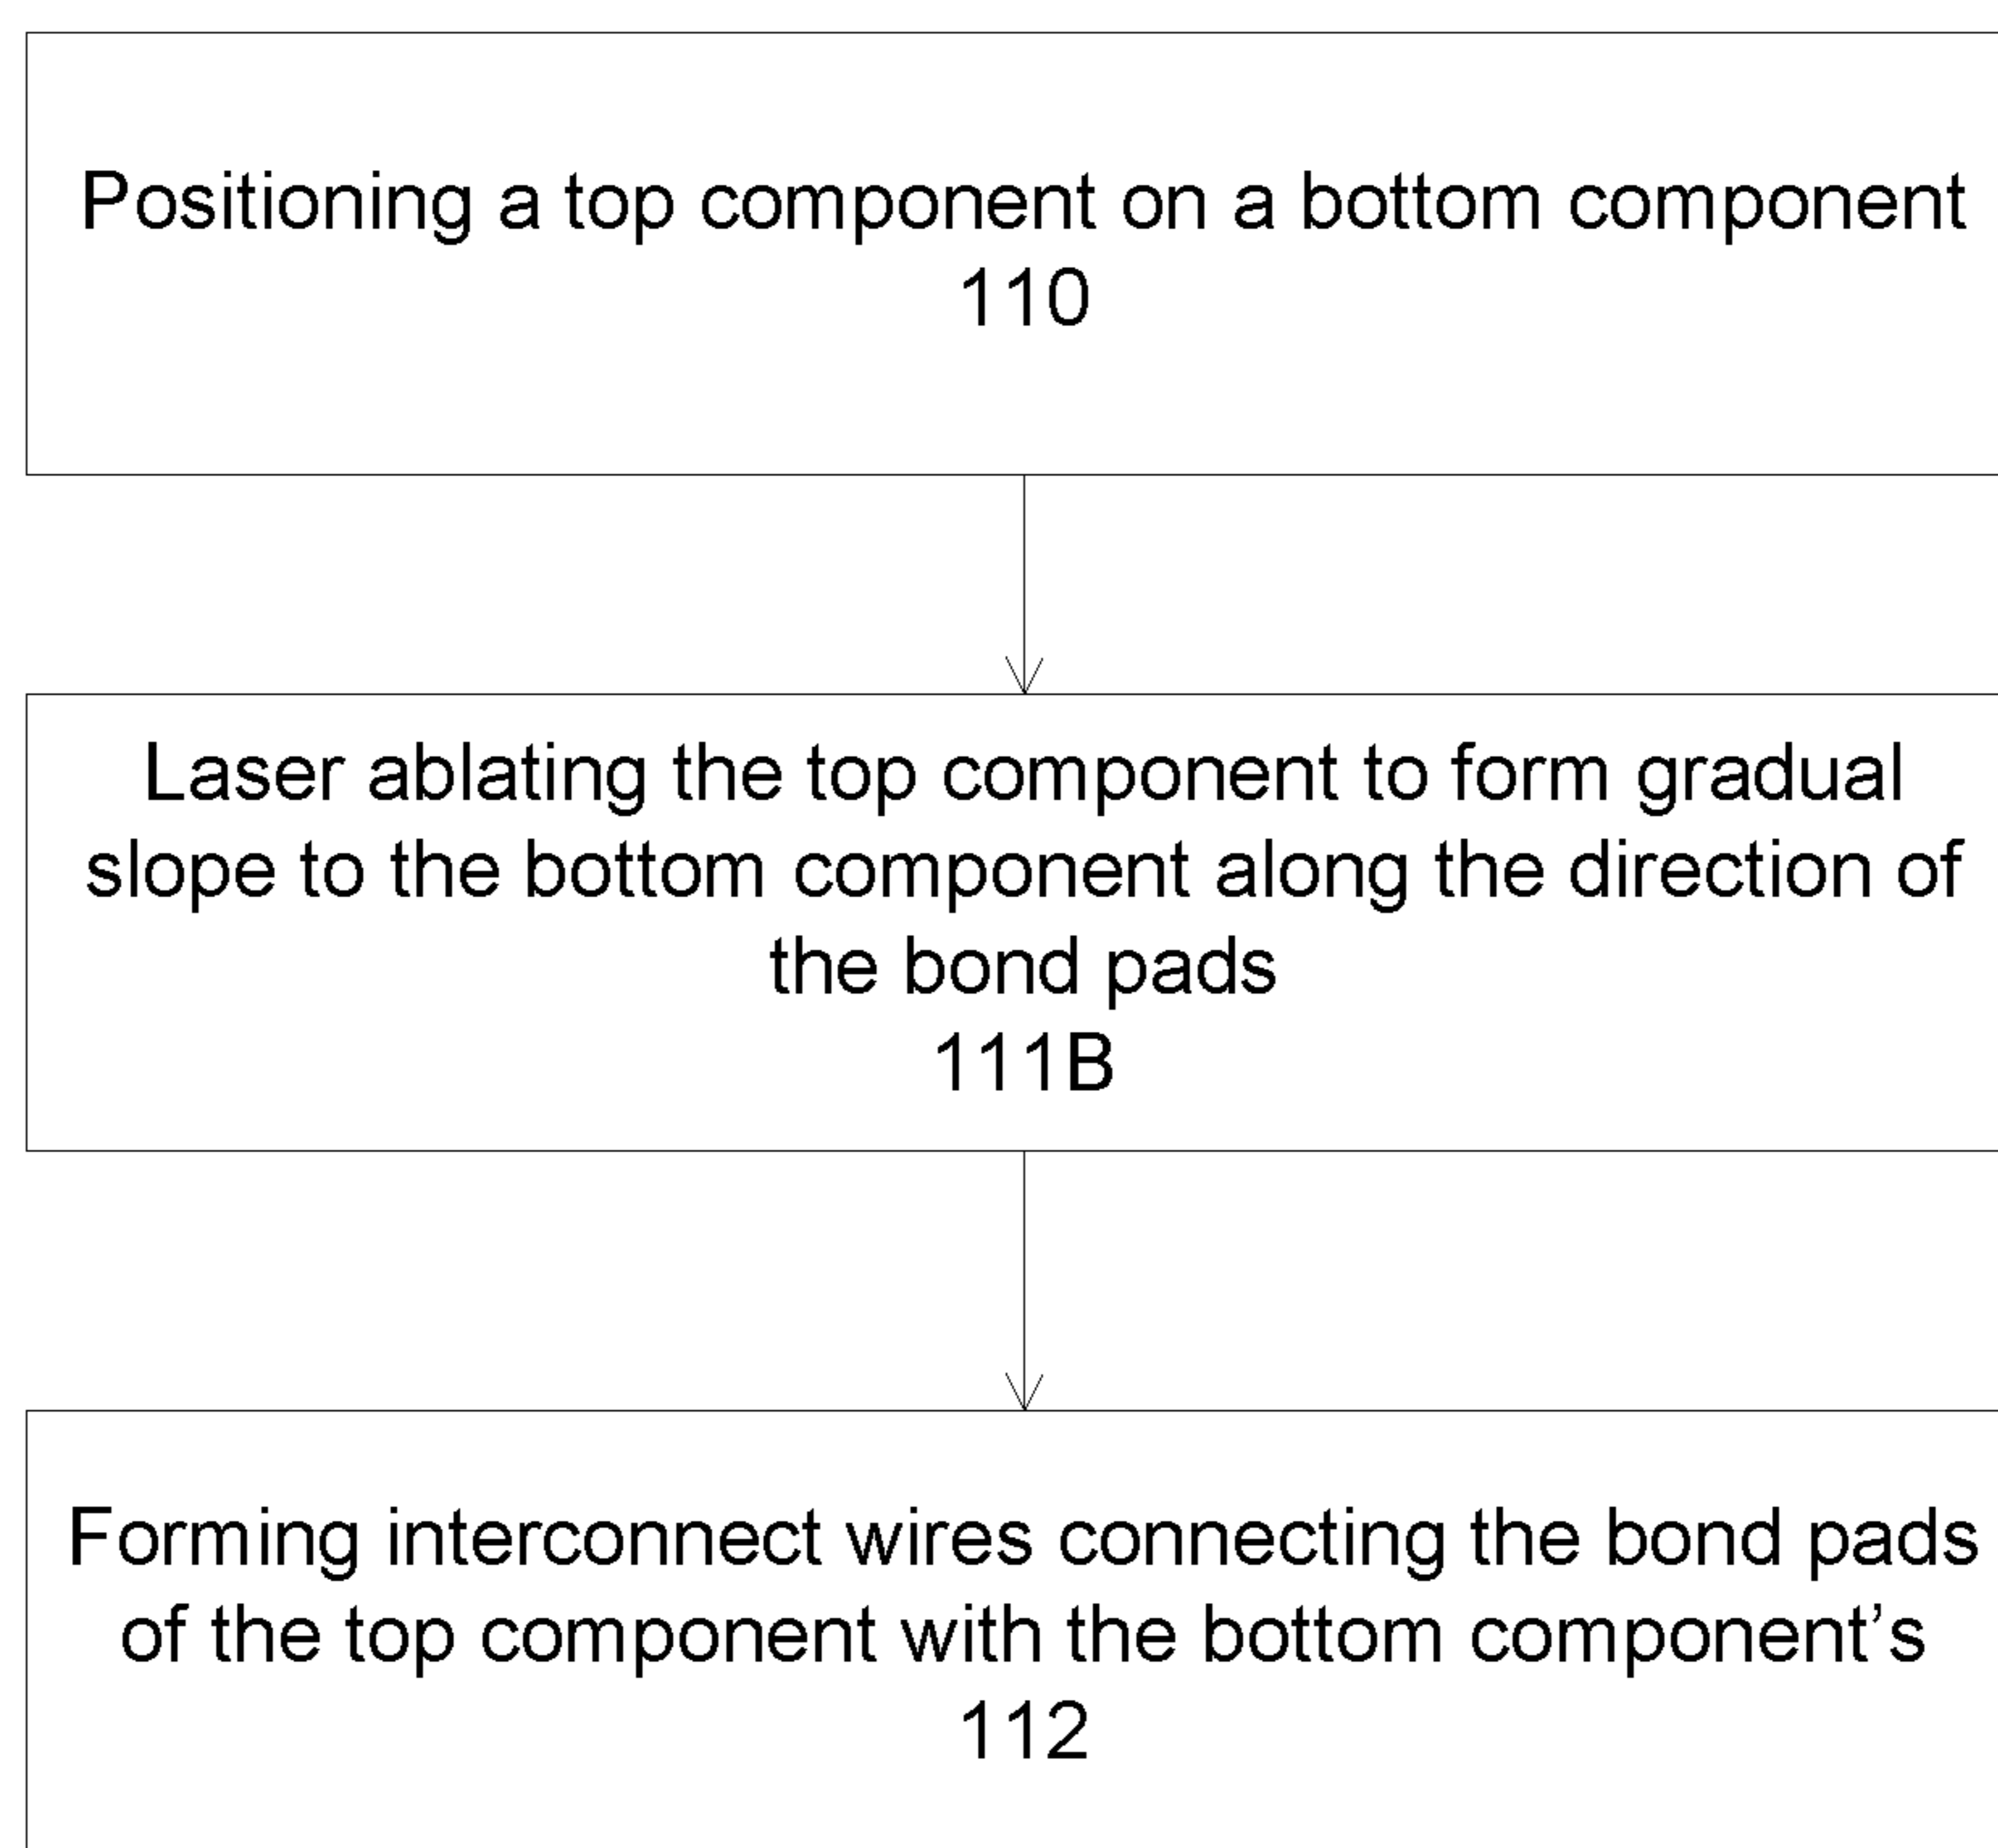 Positioning a top component on a bottom component
110
Laser ablating the top component to form gradual
slope to the bottom component along the direction of
the bond pads
111B
Forming interconnect wires connecting the bond pads
of the top component with the bottom component’s
112